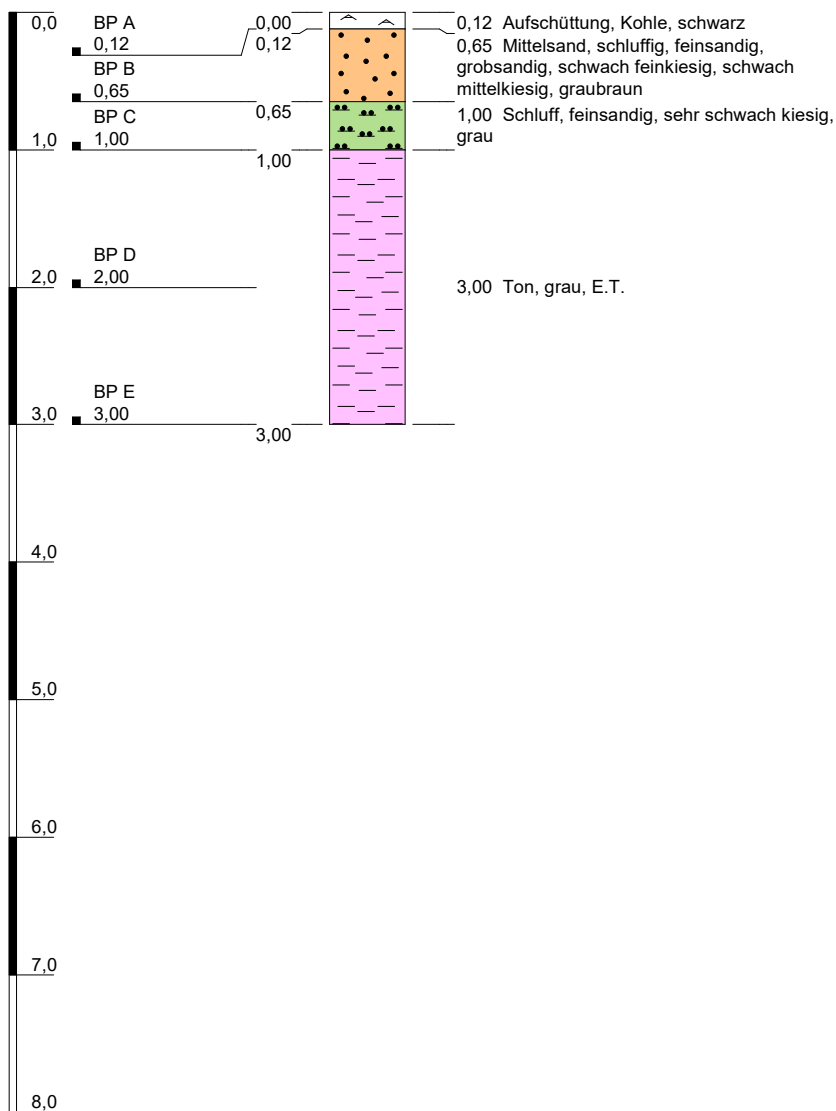 0,0
BP A
0,12
BP B
0,65
BP C
1,00
1,0
BP D
2,00
2,0
BP E
3,00
3,0
4,0
5,0
6,0
7,0
8,0
0,00
0,12
0,65
1,00
3,00
0,12 Aufschüttung, Kohle, schwarz
0,65 Mittelsand, schluffig, feinsandig,
grobsandig, schwach feinkiesig, schwach
mittelkiesig, graubraun
1,00 Schluff, feinsandig, sehr schwach kiesig,
grau
3,00 Ton, grau, E.T.